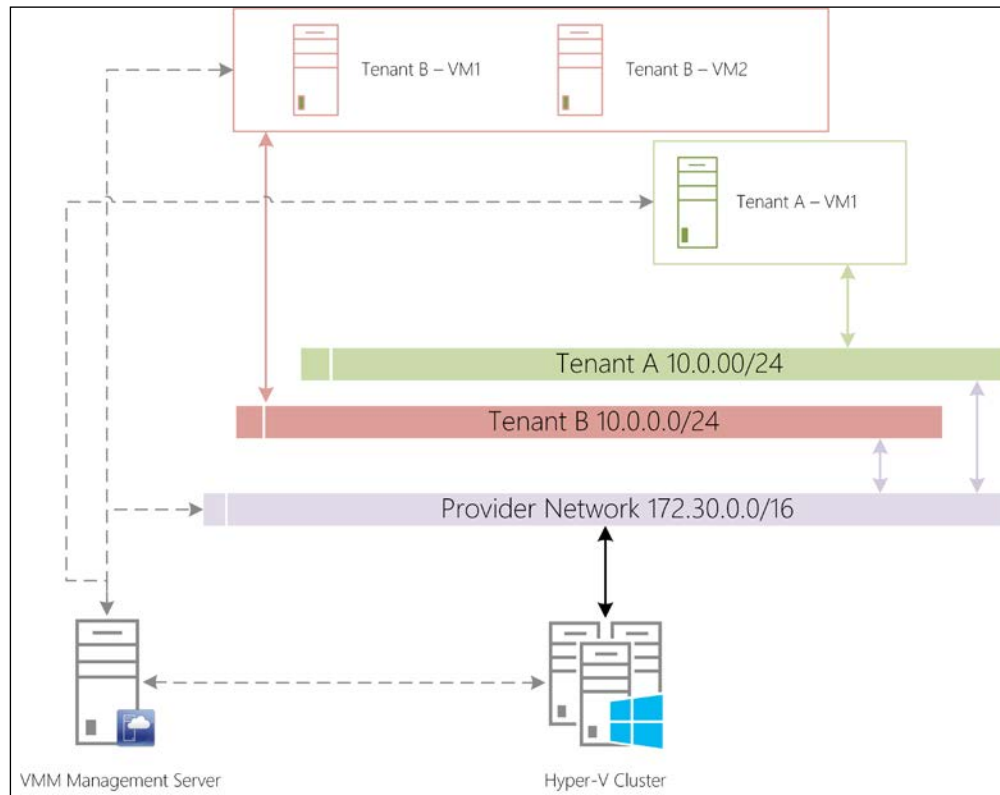 Tenant B – VM1
Tenant B – VM2
Tenant A – VM1
Tenant A 10.0.00/24
Tenant B 10.0.0.0/24
Provider Network 172.30.0.0/16
VMM Management Server
Hyper-V Cluster